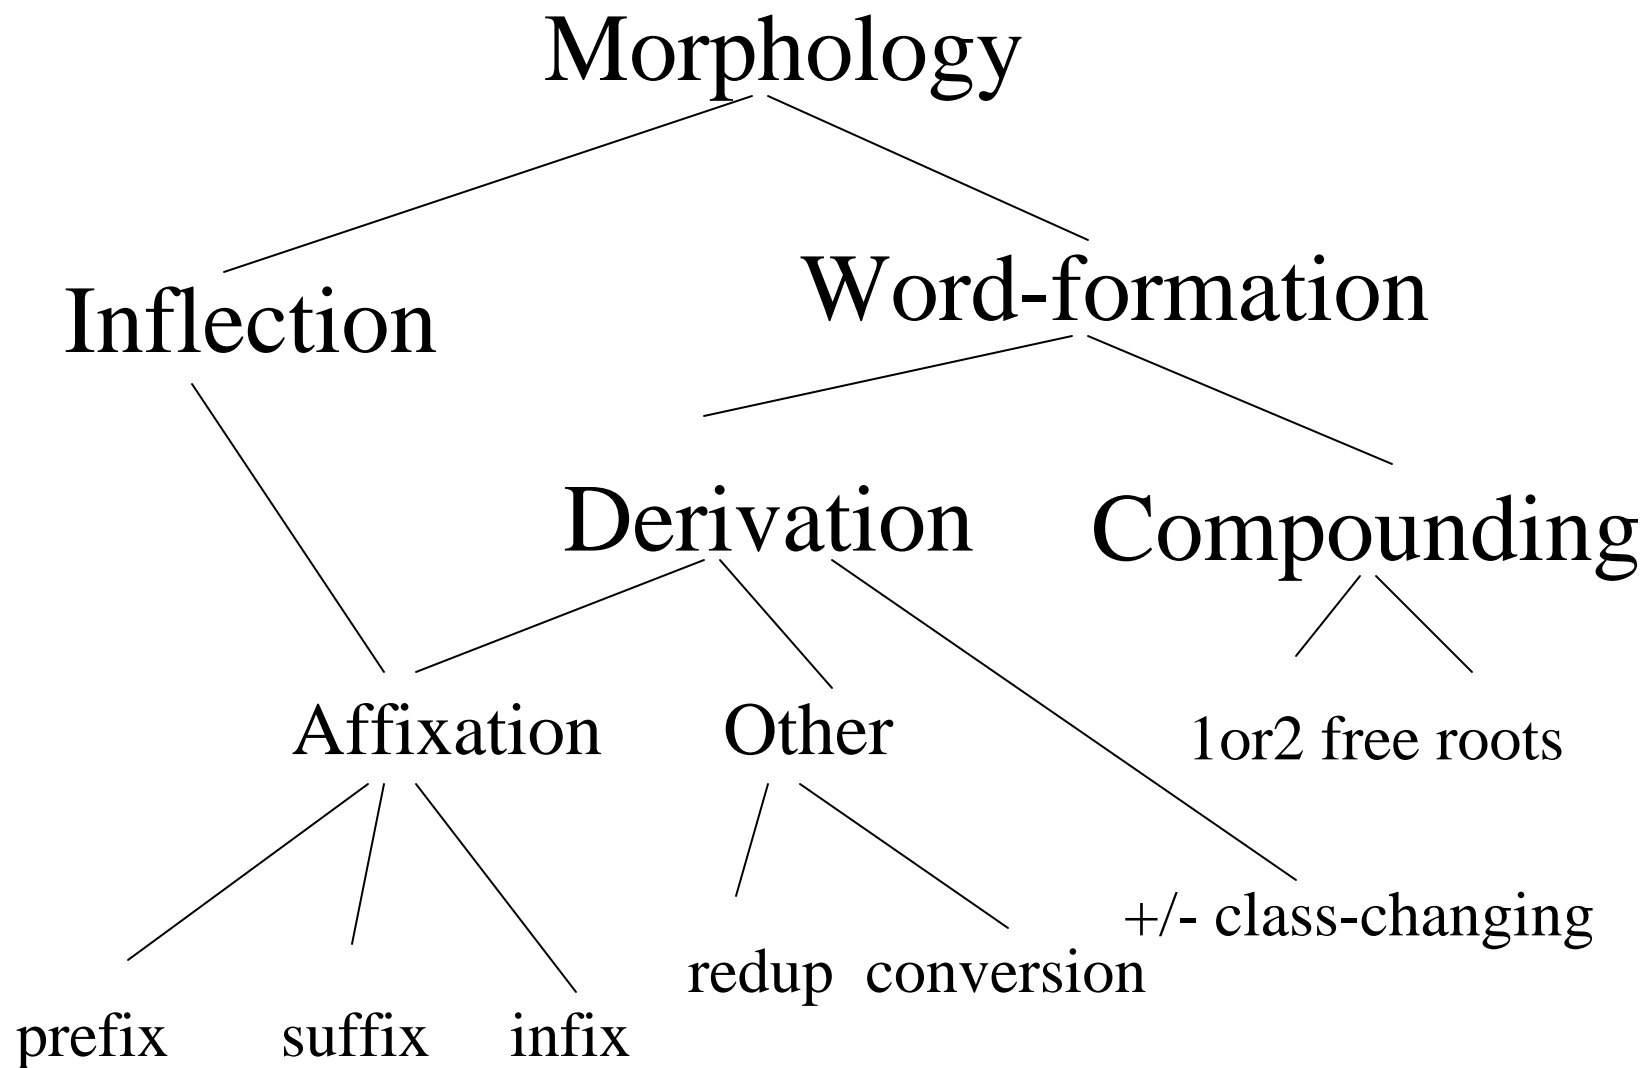 Morphology
Word-formation
Inflection
Derivation
Compounding
Affixation
Other
1or2 free roots
+/- class-changing
redup conversion
prefix suffix infix